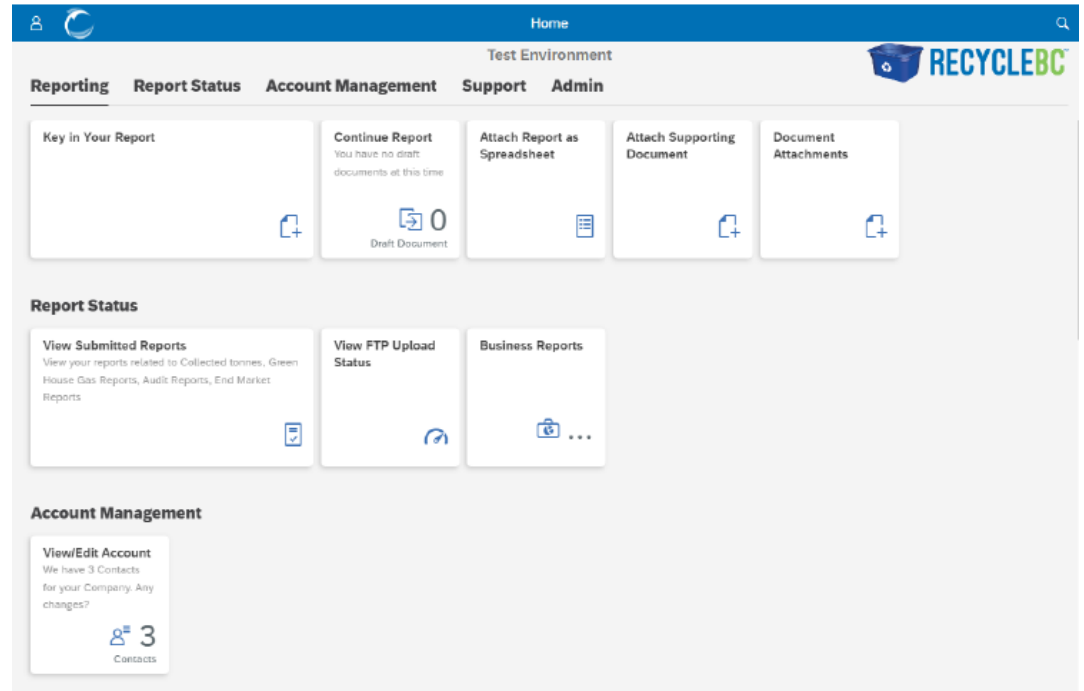 Home
Test Environment
RECYCLEBC
Reporting Report Status Account Management Support Admin
Key in Your Report
Continue Report
You have no draft
documents at this time
0
Draft Document
Attach Report as
Spreadsheet
Attach Supporting
Document
Document
Attachments
Report Status
View Submitted Reports
View your reports related to Collected tonnes, Green
House Gas Reports, Audit Reports, End Market
Reports
View FTP Upload
Status
Business Reports
...
Account Management
View/Edit Account
We have 3 Contacts
for your Company. Any
changes?
3
Contacts